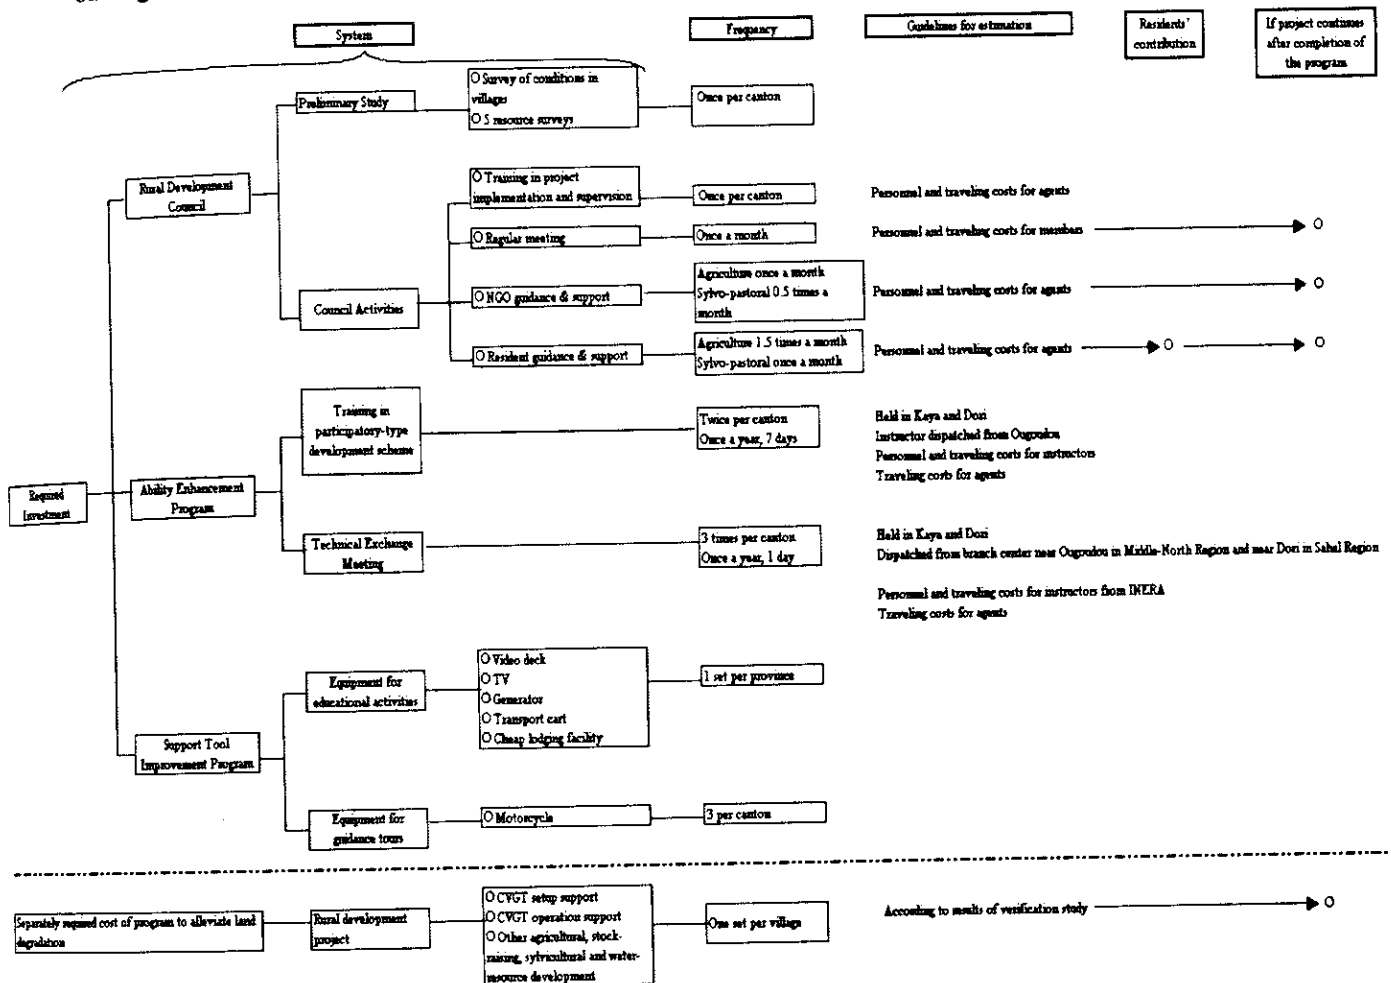 System
Frequency
Guidelines for estimation
Residents'
contribution
If project continues
after completion of
the program
Preliminary Study
O Survey of conditions in
villages
O 5 resource surveys
Once per canton
Rural Development
Council
O Training in project
implementation and supervision
Once per canton
Personnel and traveling costs for agents
O Regular meeting
Once a month
Personnel and traveling costs for members
O
Council Activities
O NGO guidance & support
Agriculture once a month
Sylvo-pastoral 0.5 times a
month
Personnel and traveling costs for agents
O
O Resident guidance & support
Agriculture 1.5 times a month
Sylvo-pastoral once a month
Personnel and traveling costs for agents
O
O
Training in
participatory-type
development scheme
Twice per canton
Once a year, 7 days
Held in Kaya and Dori
Instructor dispatched from Ougoudou
Personnel and traveling costs for instructors
Traveling costs for agents
Required
Investment
Ability Enhancement
Program
Technical Exchange
Meeting
3 times per canton
Once a year, 1 day
Held in Kaya and Dori
Dispatched from branch center near Ougoudou in Middle-North Region and near Dori in Sahel Region
Personnel and traveling costs for instructors from INERA
Traveling costs for agents
Equipment for
educational activities
O Video deck
O TV
O Generator
O Transport cart
O Cheap lodging facility
1 set per province
Support Tool
Improvement Program
Equipment for
guidance tours
O Motorcycle
3 per canton
Separately required cost of program to alleviate land
degradation
Rural development
project
O CVGT setup support
O CVGT operation support
O Other agricultural, stock-
raising, sylvicultural and water-
resource development
One set per village
According to results of verification study
O